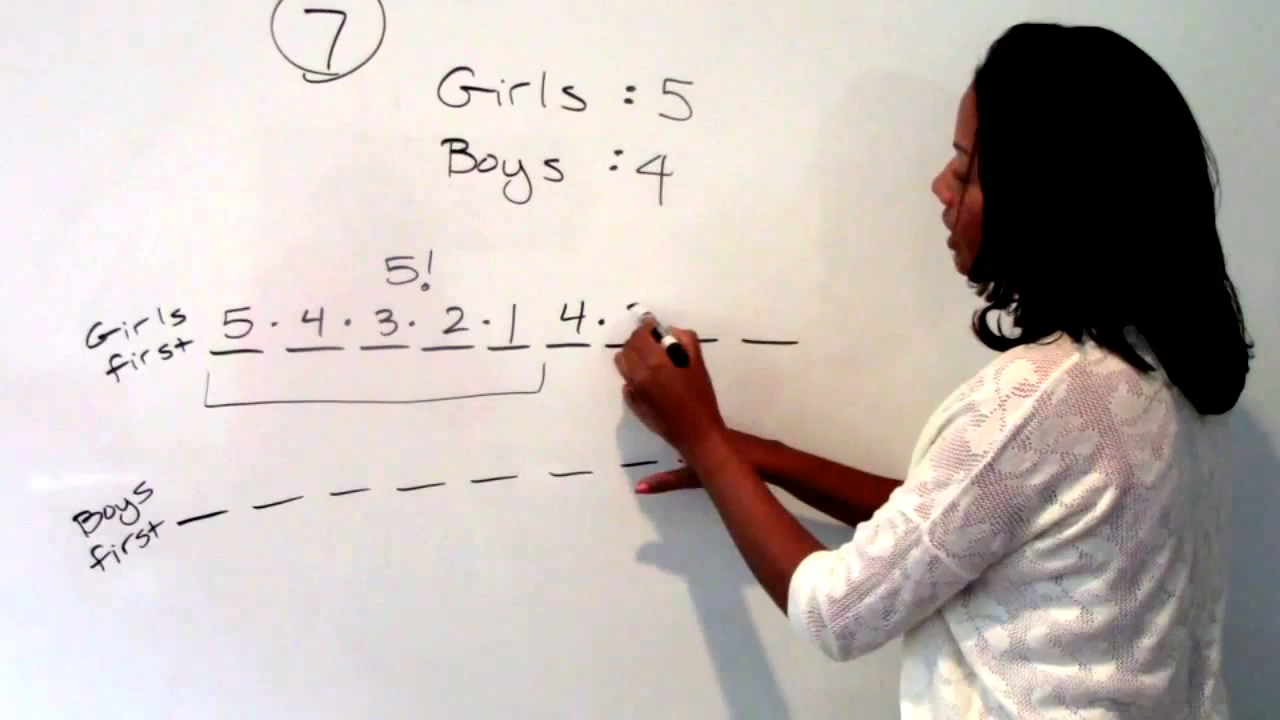 7
Girls : 5
Boys : 4
5!
Girls first 5 · 4 · 3 · 2 · 1 4 ·
Boys first